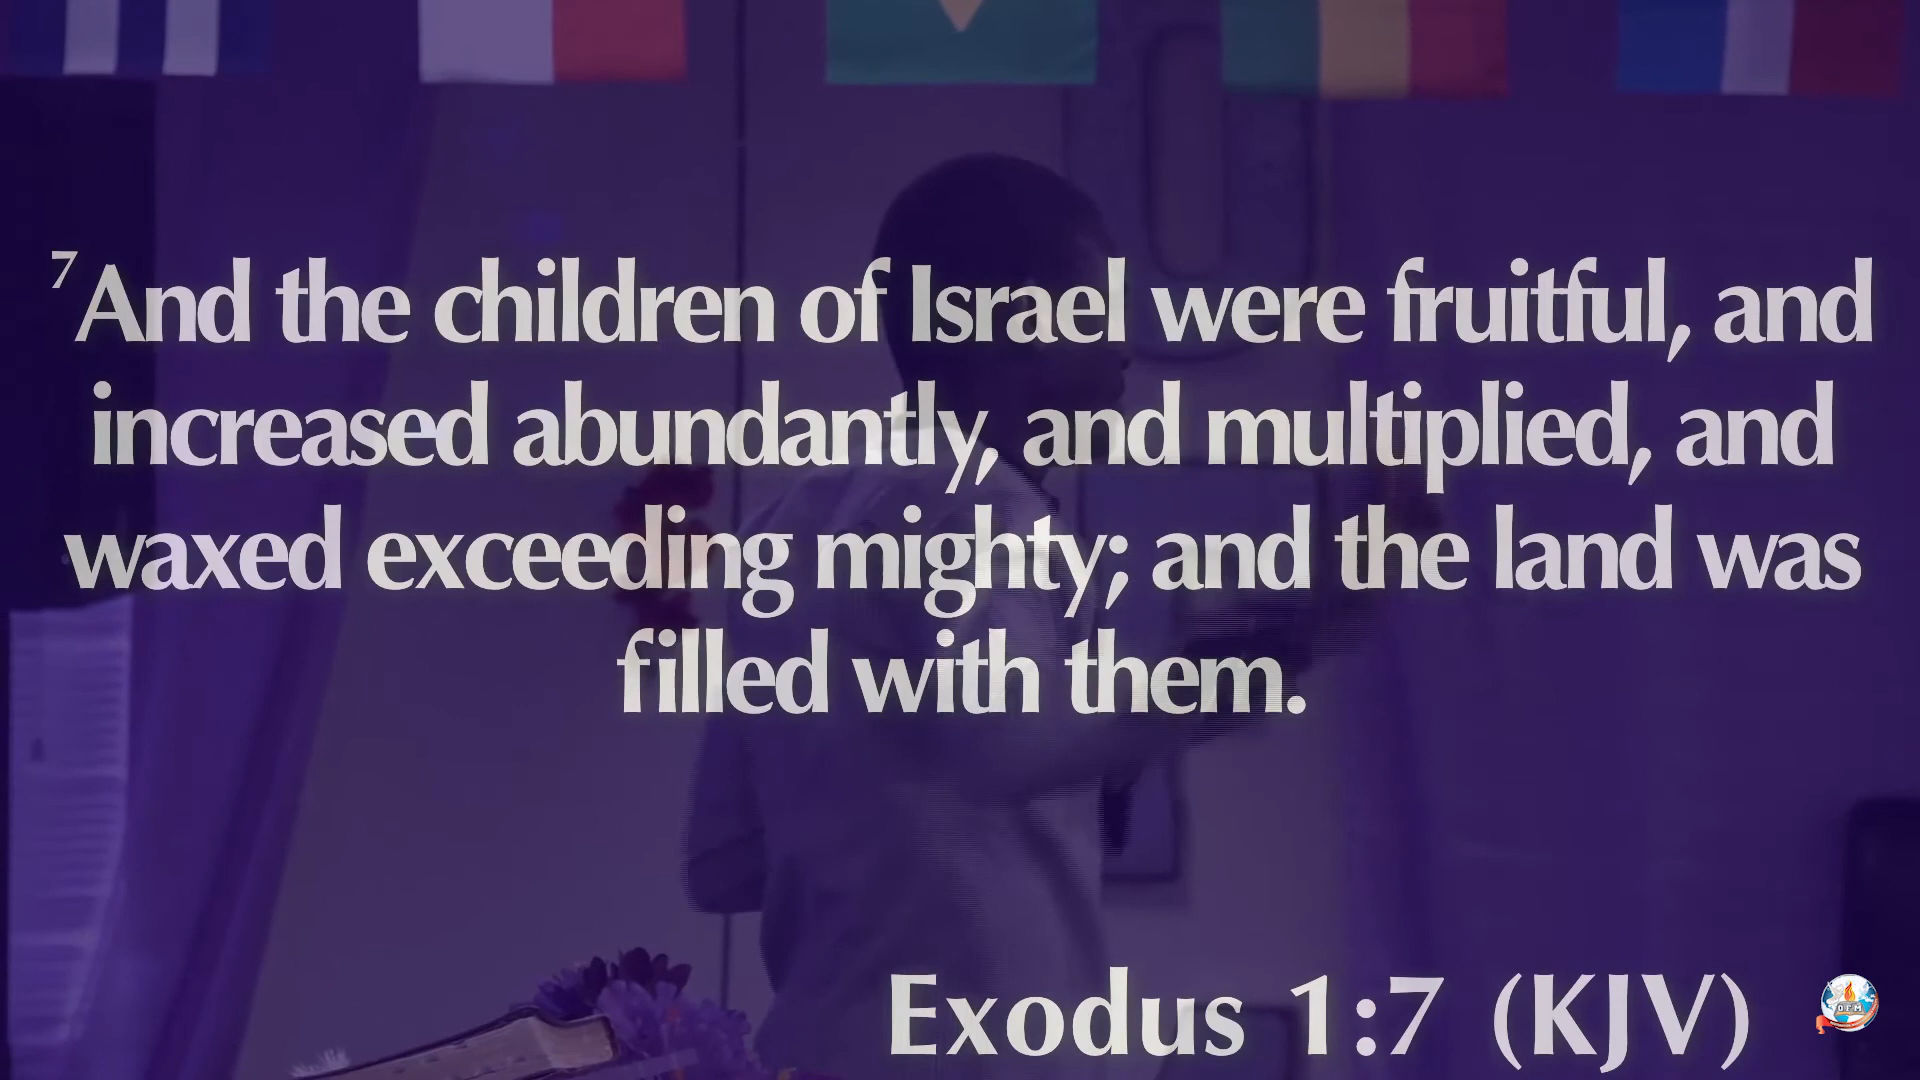 7And the children of Israel were fruitful, and
increased abundantly, and multiplied, and
waxed exceeding mighty; and the land was
filled with them.
Exodus 1:7 (KJV)